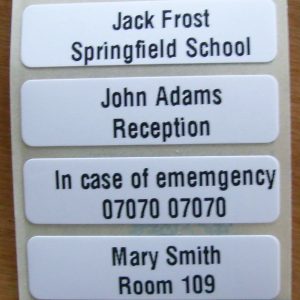 Jack Frost
Springfield School
John Adams
Reception
In case of ememgency
07070 07070
Mary Smith
Room 109